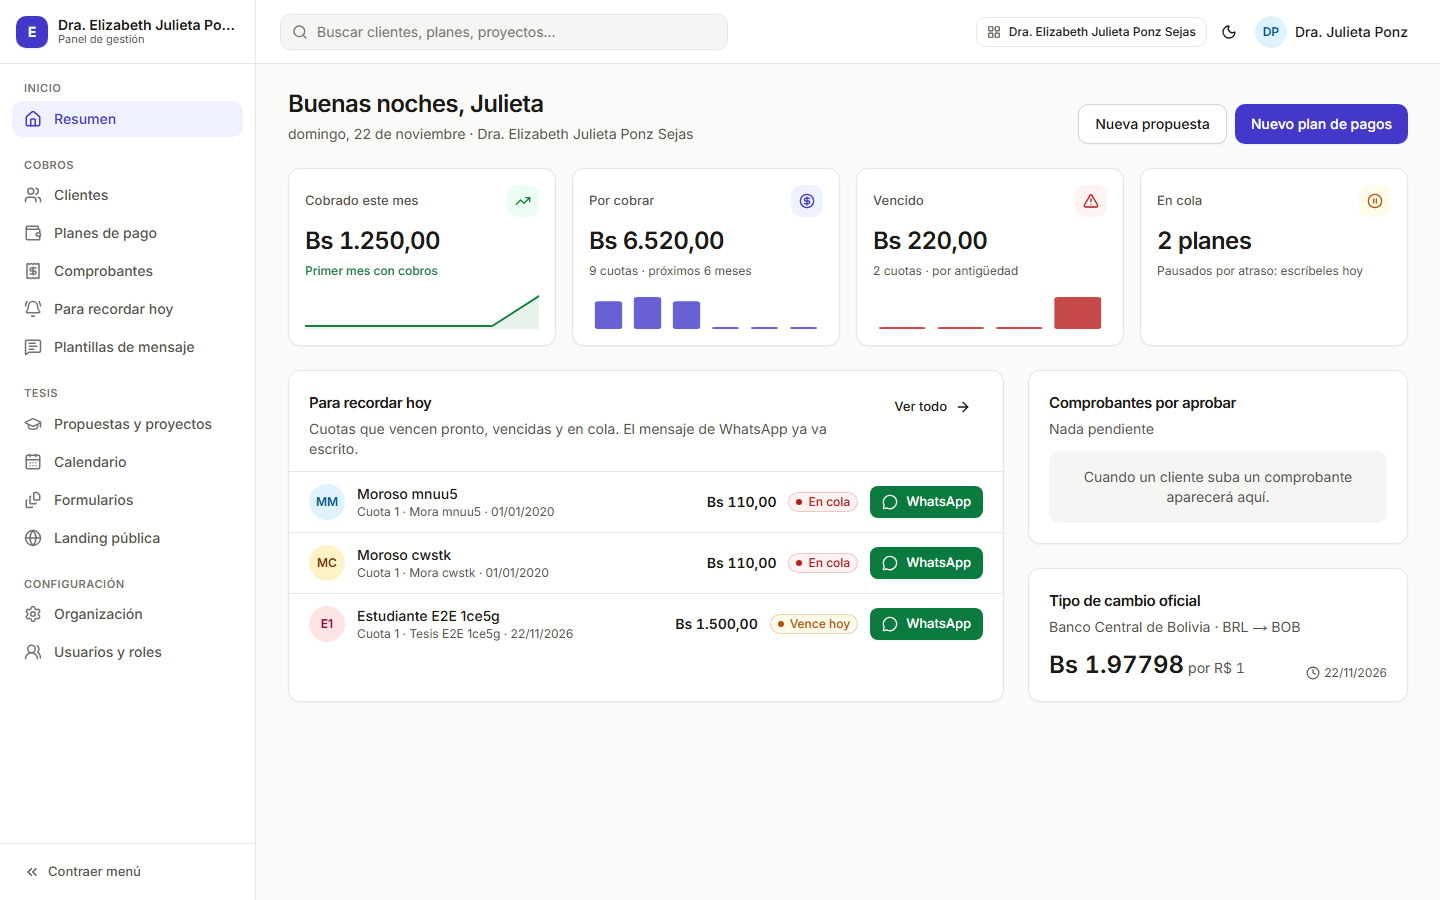 E
Dra. Elizabeth Julieta Po...
Panel de gestión
Buscar clientes, planes, proyectos...
Dra. Elizabeth Julieta Ponz Sejas
DP
Dra. Julieta Ponz
INICIO
Resumen
COBROS
Clientes
Planes de pago
Comprobantes
Para recordar hoy
Plantillas de mensaje
TESIS
Propuestas y proyectos
Calendario
Formularios
Landing pública
CONFIGURACIÓN
Organización
Usuarios y roles
Contraer menú
Buenas noches, Julieta
domingo, 22 de noviembre · Dra. Elizabeth Julieta Ponz Sejas
Nueva propuesta
Nuevo plan de pagos
Cobrado este mes
Bs 1.250,00
Primer mes con cobros
Por cobrar
Bs 6.520,00
9 cuotas · próximos 6 meses
Vencido
Bs 220,00
2 cuotas · por antigüedad
En cola
2 planes
Pausados por atraso: escríbeles hoy
Para recordar hoy
Ver todo
Cuotas que vencen pronto, vencidas y en cola. El mensaje de WhatsApp ya va
escrito.
MM
Moroso mnuu5
Cuota 1 · Mora mnuu5 · 01/01/2020
Bs 110,00
En cola
WhatsApp
MC
Moroso cwstk
Cuota 1 · Mora cwstk · 01/01/2020
Bs 110,00
En cola
WhatsApp
E1
Estudiante E2E 1ce5g
Cuota 1 · Tesis E2E 1ce5g · 22/11/2026
Bs 1.500,00
Vence hoy
WhatsApp
Comprobantes por aprobar
Nada pendiente
Cuando un cliente suba un comprobante
aparecerá aquí.
Tipo de cambio oficial
Banco Central de Bolivia · BRL → BOB
Bs 1.97798 por R$ 1
22/11/2026